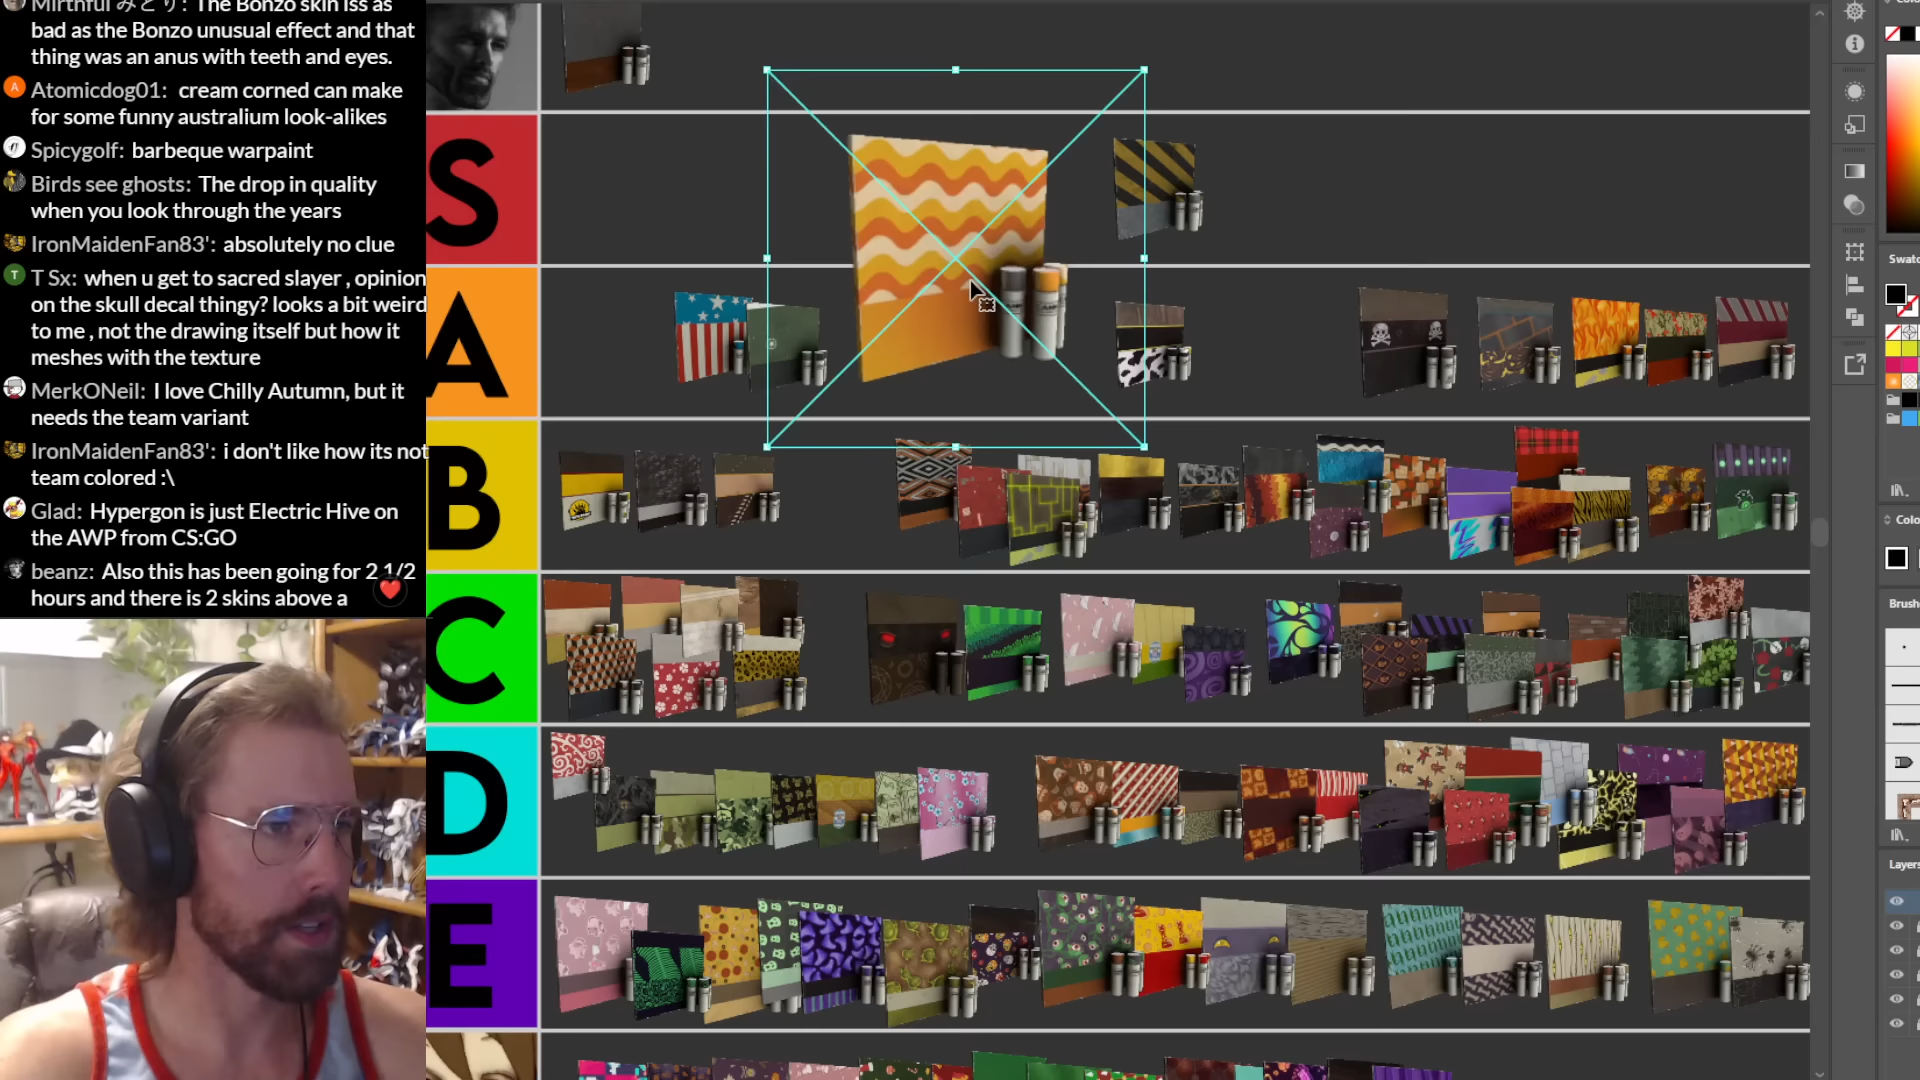 Mirthful みどり: The Bonzo skin iss as
bad as the Bonzo unusual effect and that
thing was an anus with teeth and eyes.
A Atomicdog01: cream corned can make
for some funny australium look-alikes
Spicygolf: barbeque warpaint
Birds see ghosts: The drop in quality
when you look through the years
IronMaidenFan83': absolutely no clue
T T Sx: when u get to sacred slayer , opinion
on the skull decal thingy? looks a bit weird
to me , not the drawing itself but how it
meshes with the texture
MerkONeil: I love Chilly Autumn, but it
needs the team variant
IronMaidenFan83': i don't like how its not
team colored :\
Glad: Hypergon is just Electric Hive on
the AWP from CS:GO
beanz: Also this has been going for 2 1/2
hours and there is 2 skins above a
S
A
B
C
D
E
Swatc
Colo
Brushe
Layers